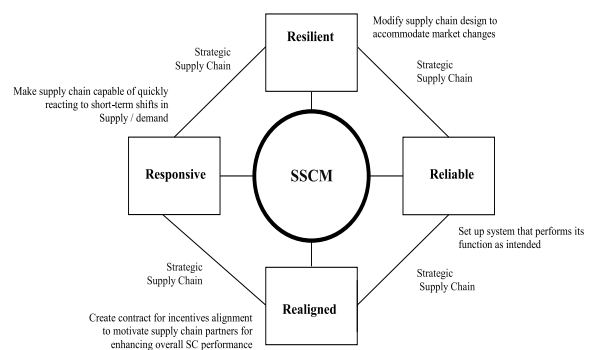 Resilient
Modify supply chain design to
accommodate market changes
Strategic
Supply Chain
Strategic
Supply Chain
Make supply chain capable of quickly
reacting to short-term shifts in
Supply / demand
Responsive
SSCM
Reliable
Set up system that performs its
function as intended
Strategic
Supply Chain
Strategic
Supply Chain
Realigned
Create contract for incentives alignment
to motivate supply chain partners for
enhancing overall SC performance